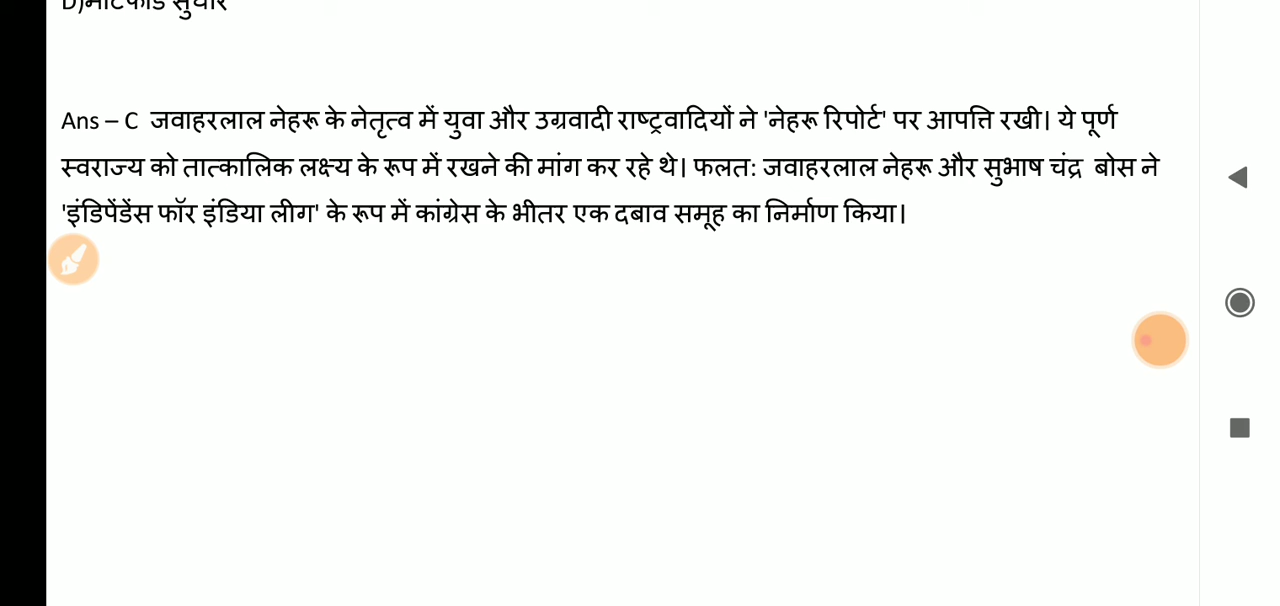 D)मोंटफोर्ड सुधार
Ans – C जवाहरलाल नेहरू के नेतृत्व में युवा और उग्रवादी राष्ट्रवादियों ने 'नेहरू रिपोर्ट' पर आपत्ति रखी। ये पूर्ण
स्वराज्य को तात्कालिक लक्ष्य के रूप में रखने की मांग कर रहे थे। फलत: जवाहरलाल नेहरू और सुभाष चंद्र बोस ने
'इंडिपेंडेंस फॉर इंडिया लीग' के रूप में कांग्रेस के भीतर एक दबाव समूह का निर्माण किया।